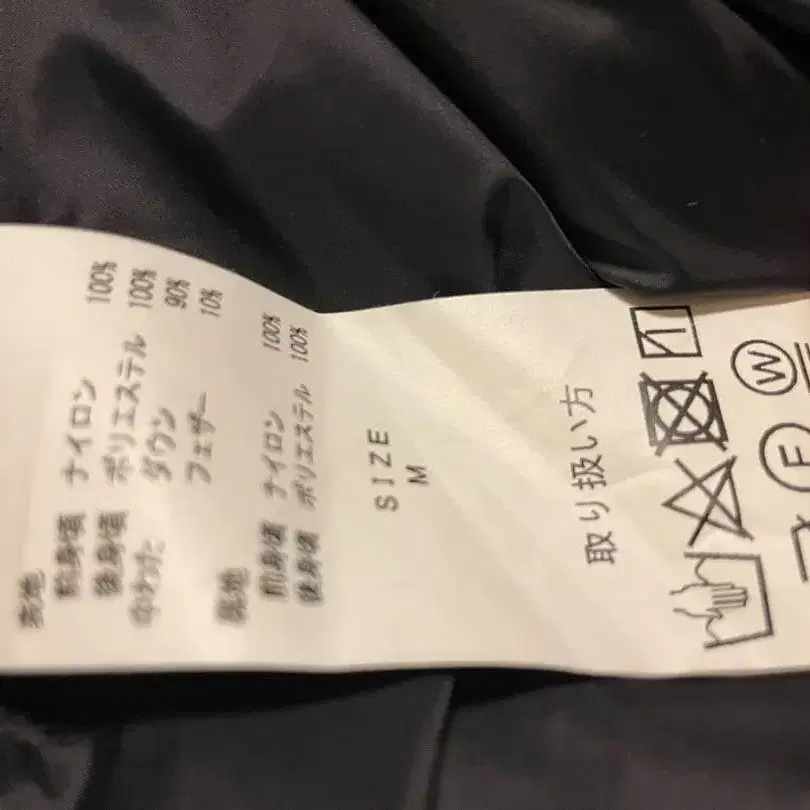 表地
前身頃 ナイロン 100%
後身頃 ポリエステル 100%
中わた ダウン 90%
フェザー 10%
裏地
前身頃 ナイロン 100%
後身頃 ポリエステル 100%
SIZE
M
取り扱い方
W
F